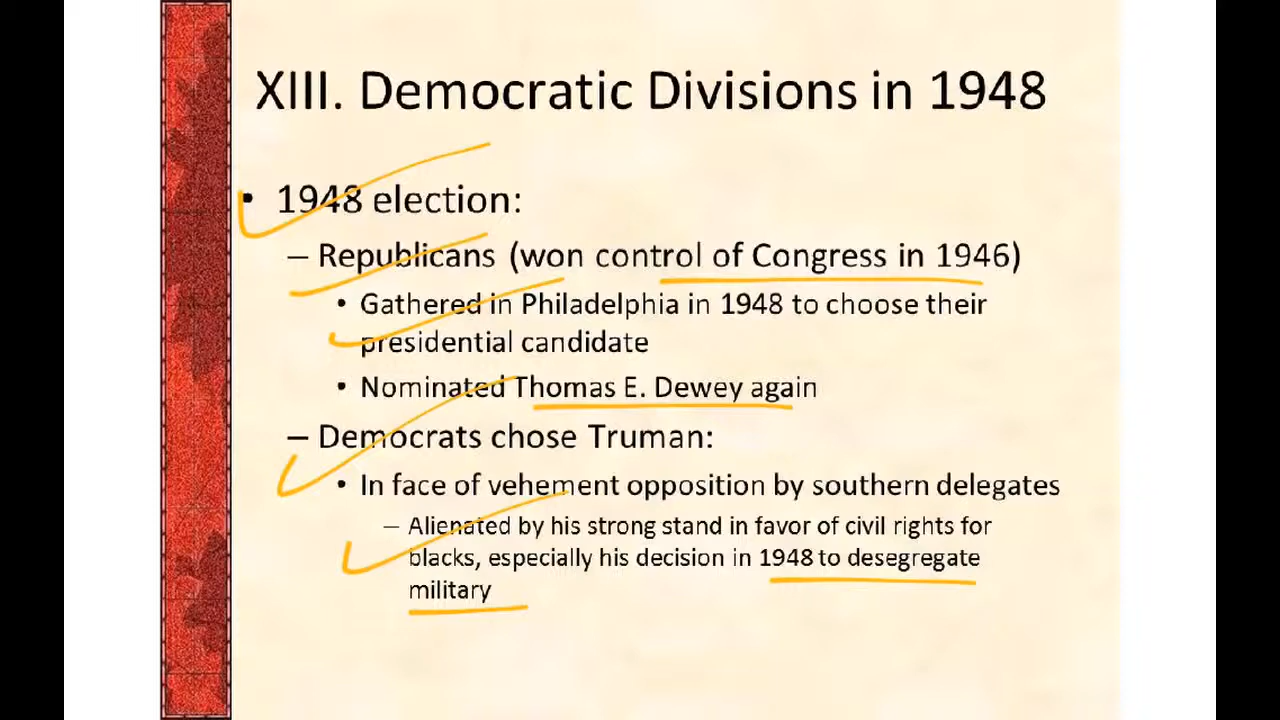 XIII. Democratic Divisions in 1948
• 1948 election:
– Republicans (won control of Congress in 1946)
• Gathered in Philadelphia in 1948 to choose their
presidential candidate
• Nominated Thomas E. Dewey again
– Democrats chose Truman:
• In face of vehement opposition by southern delegates
– Alienated by his strong stand in favor of civil rights for
blacks, especially his decision in 1948 to desegregate
military